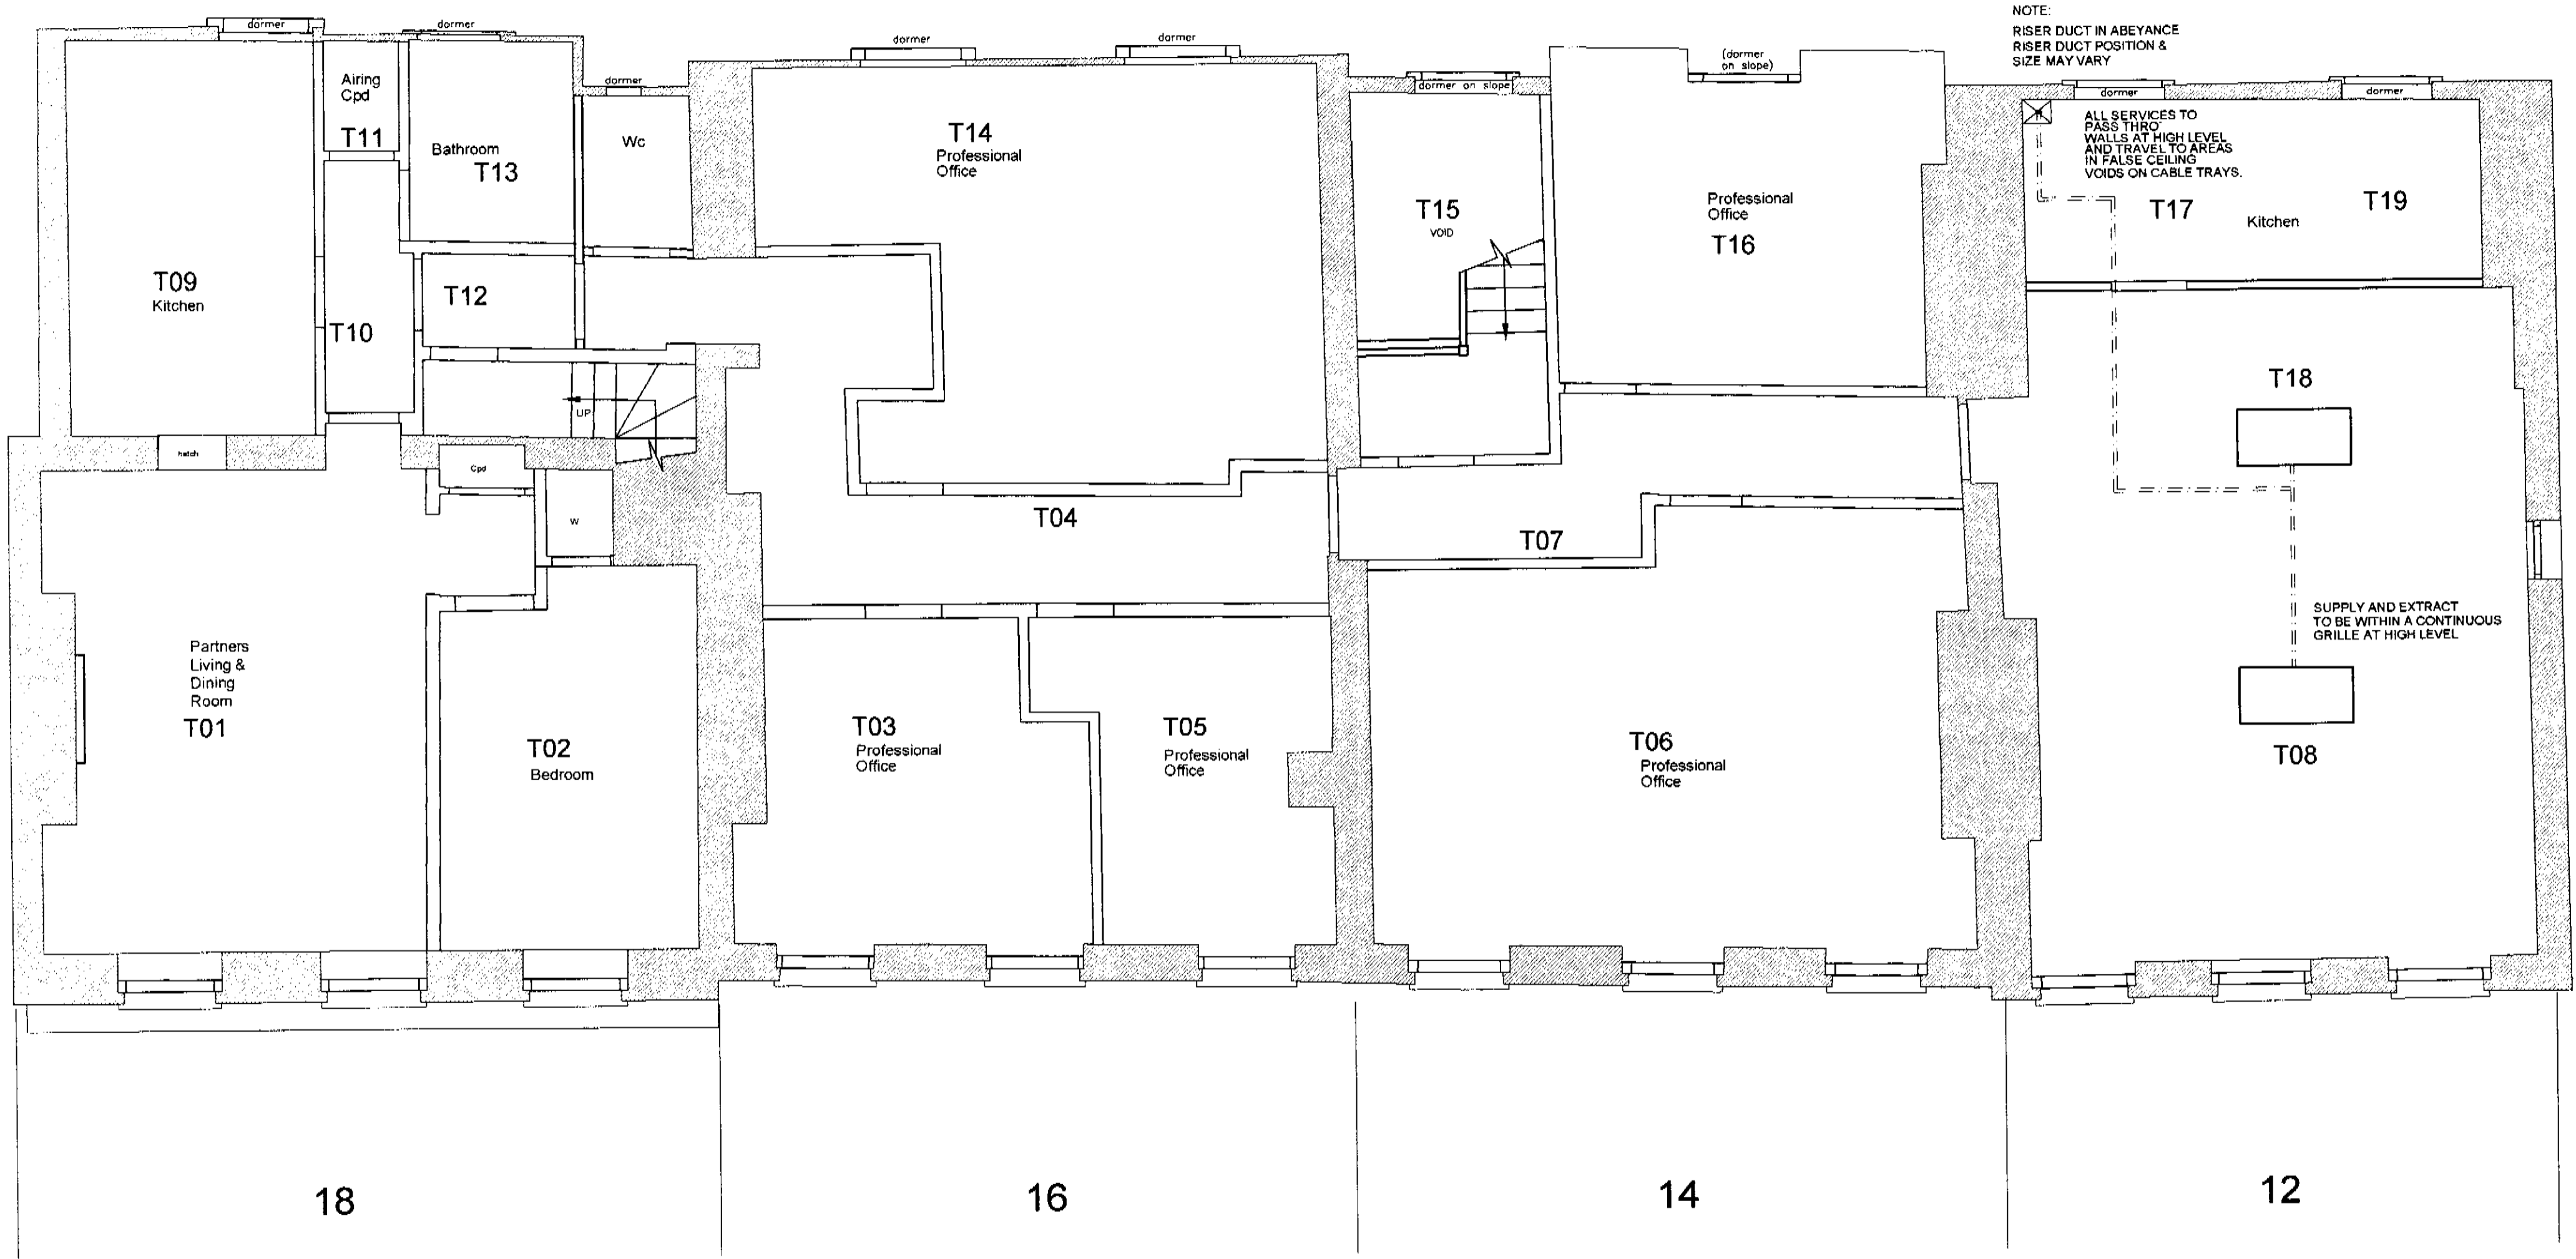 NOTE:
RISER DUCT IN ABEYANCE
RISER DUCT POSITION &
SIZE MAY VARY
dormer
dormer
dormer
dormer
dormer
dormer on slope
(dormer
on slope)
dormer
dormer
Airing
Cpd
T11
Bathroom
T13
Wc
T14
Professional
Office
T15
VOID
Professional
Office
T16
ALL SERVICES TO
PASS THRO'
WALLS AT HIGH LEVEL
AND TRAVEL TO AREAS
IN FALSE CEILING
VOIDS ON CABLE TRAYS.
T17
Kitchen
T19
T09
Kitchen
T10
T12
UP
T18
hatch
Cpd
W
T04
T07
SUPPLY AND EXTRACT
TO BE WITHIN A CONTINUOUS
GRILLE AT HIGH LEVEL
Partners
Living &
Dining
Room
T01
T02
Bedroom
T03
Professional
Office
T05
Professional
Office
T06
Professional
Office
T08
18
16
14
12